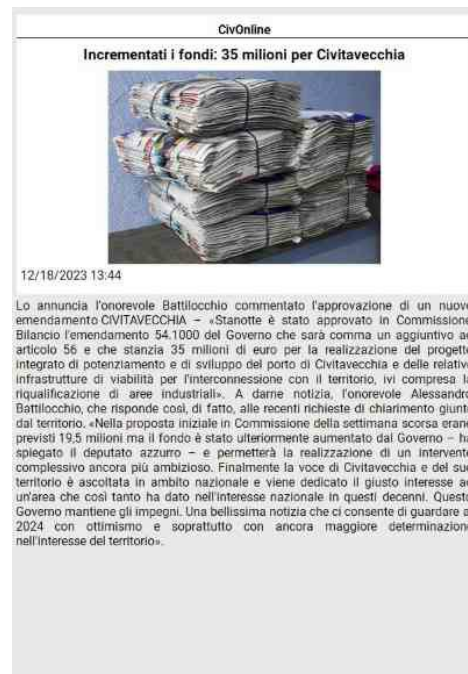 CivOnline
Incrementati i fondi: 35 milioni per Civitavecchia
12/18/2023 13:44
Lo annuncia l'onorevole Battilocchio commentato l'approvazione di un nuovo
emendamento CIVITAVECCHIA – «Stanotte è stato approvato in Commissione
Bilancio l'emendamento 54.1000 del Governo che sarà comma un aggiuntivo ad
articolo 56 e che stanzia 35 milioni di euro per la realizzazione del progetto
integrato di potenziamento e di sviluppo del porto di Civitavecchia e delle relative
infrastrutture di viabilità per l'interconnessione con il territorio, ivi compresa la
riqualificazione di aree industriali». A darne notizia, l'onorevole Alessandro
Battilocchio, che risponde così, di fatto, alle recenti richieste di chiarimento giunte
dal territorio. «Nella proposta iniziale in Commissione della settimana scorsa erano
previsti 19,5 milioni ma il fondo è stato ulteriormente aumentato dal Governo – ha
spiegato il deputato azzurro – e permetterà la realizzazione di un intervento
complessivo ancora più ambizioso. Finalmente la voce di Civitavecchia e del suo
territorio è ascoltata in ambito nazionale e viene dedicato il giusto interesse ad
un'area che così tanto ha dato nell'interesse nazionale in questi decenni. Questo
Governo mantiene gli impegni. Una bellissima notizia che ci consente di guardare al
2024 con ottimismo e soprattutto con ancora maggiore determinazione
nell'interesse del territorio».